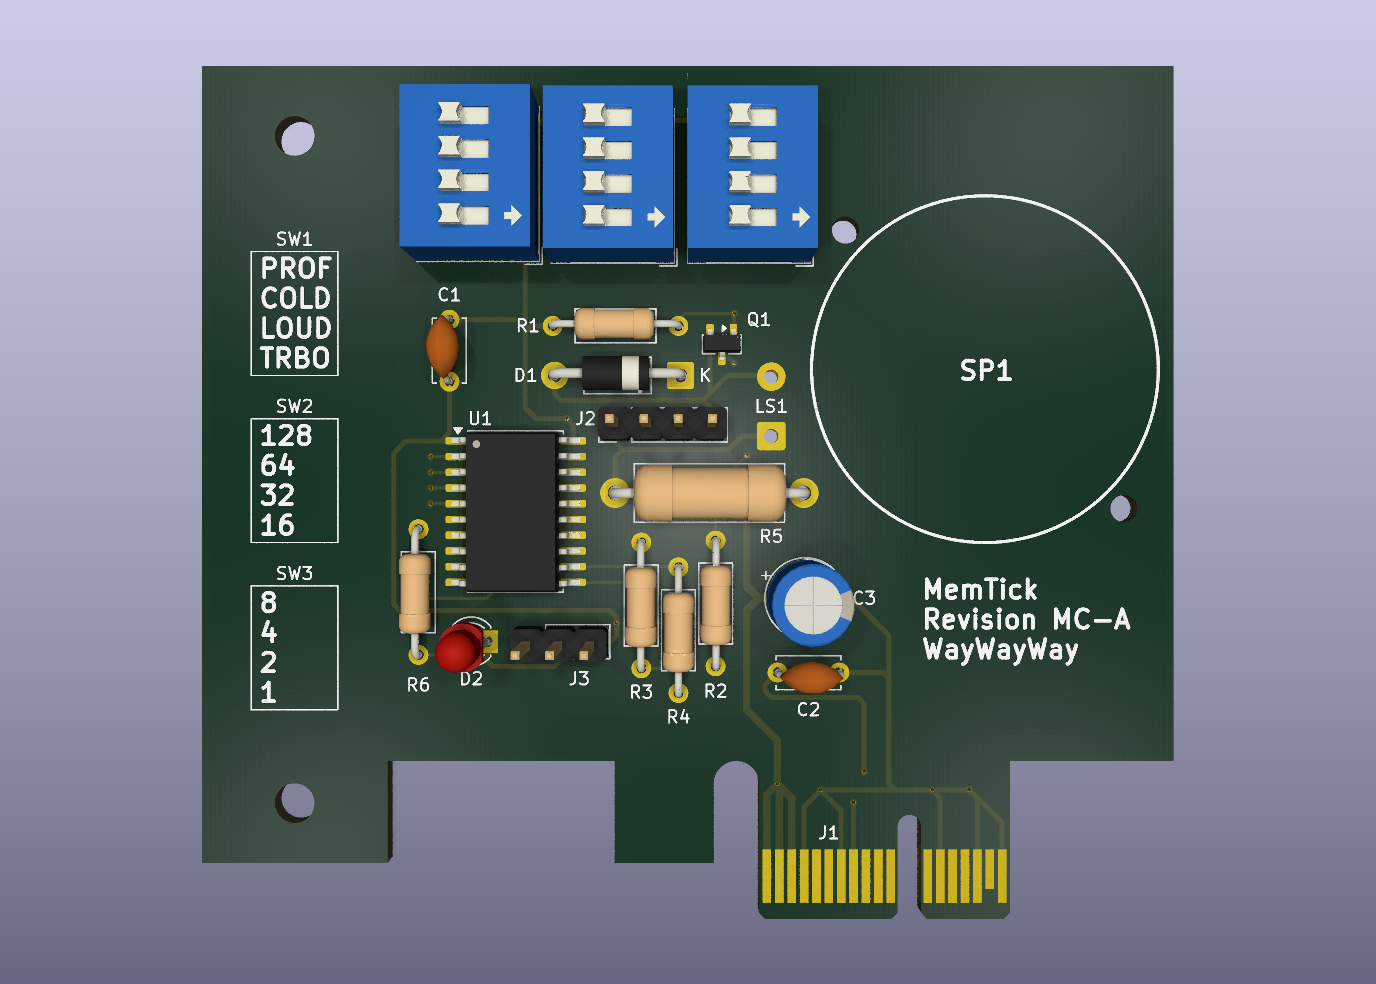 SW1
PROF
COLD
LOUD
TRBO
SW2
128
64
32
16
SW3
8
4
2
1
C1
R1
Q1
D1
K
U1
J2
LS1
SP1
R5
R6
D2
J3
R3
R4
R2
+
C3
C2
MemTick
Revision MC-A
WayWayWay
J1